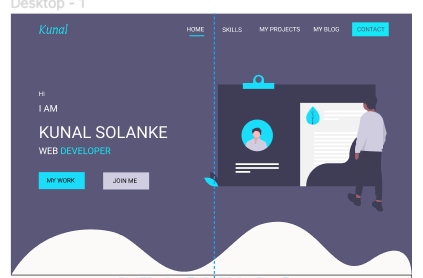 Desktop - 1
Kunal
HOME SKILLS MY PROJECTS MY BLOG CONTACT
HI
I AM
KUNAL SOLANKE
WEB DEVELOPER
MY WORK JOIN ME